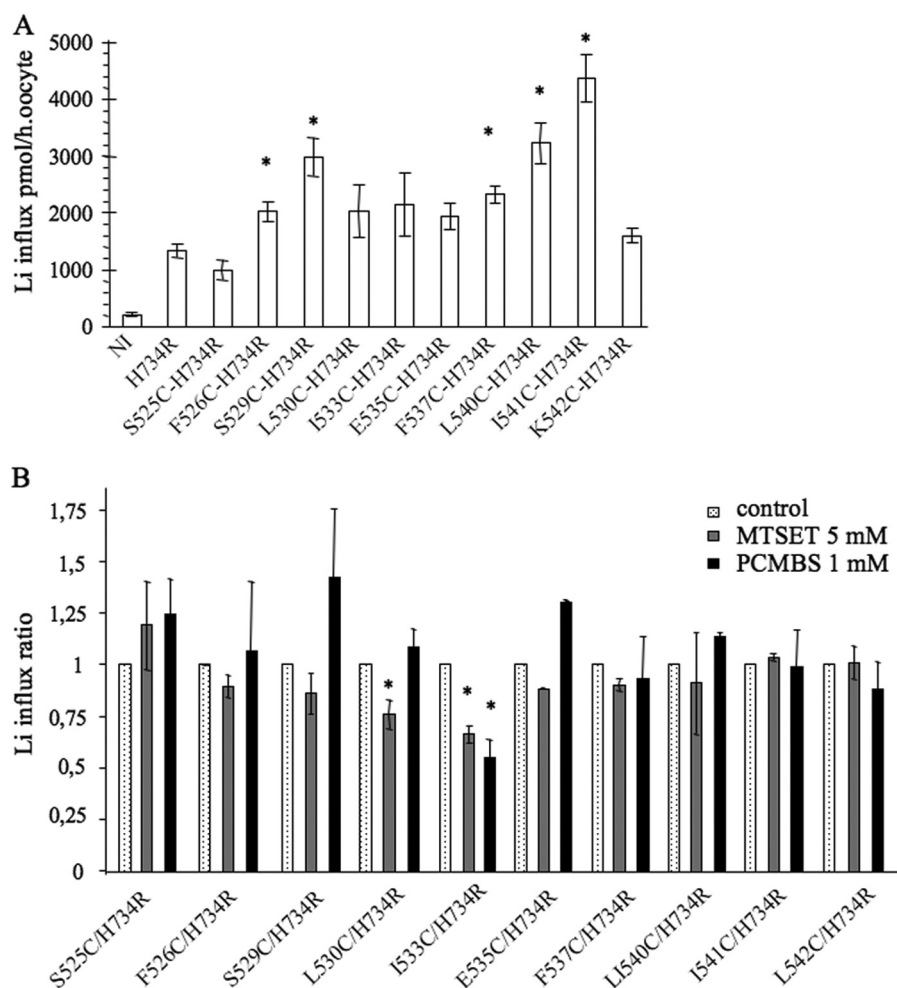 A
Li influx pmol/h.oocyte
5000
4000
3000
2000
1000
0
*
*
*
*
*
NI
H734R
S525C-H734R
F526C-H734R
S529C-H734R
L530C-H734R
I533C-H734R
E535C-H734R
F537C-H734R
L540C-H734R
I541C-H734R
K542C-H734R
B
Li influx ratio
1,75
1,5
1,25
1
0,75
0,5
0,25
0
control
MTSET 5 mM
PCMBS 1 mM
*
*
*
S525C/H734R
F526C/H734R
S529C/H734R
L530C/H734R
I533C/H734R
E535C/H734R
F537C/H734R
LI540C/H734R
I541C/H734R
L542C/H734R